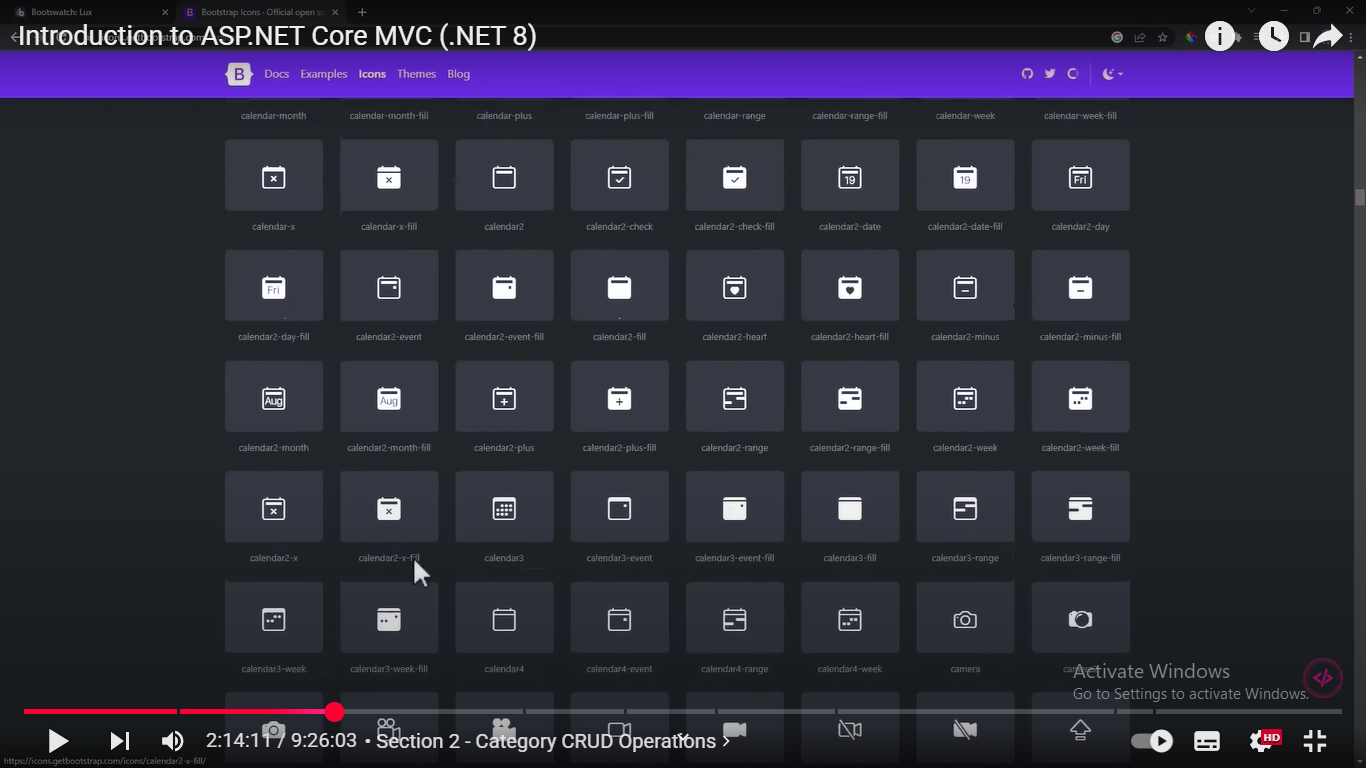 Bootswatch: Lux
Bootstrap Icons · Official open so
Introduction to ASP.NET Core MVC (.NET 8)
B Docs Examples Icons Themes Blog
calendar-month calendar-month-fill calendar-plus calendar-plus-fill calendar-range calendar-range-fill calendar-week calendar-week-fill
19 19 Fri
calendar-x calendar-x-fill calendar2 calendar2-check calendar2-check-fill calendar2-date calendar2-date-fill calendar2-day
Fri
calendar2-day-fill calendar2-event calendar2-event-fill calendar2-fill calendar2-heart calendar2-heart-fill calendar2-minus calendar2-minus-fill
Aug Aug
calendar2-month calendar2-month-fill calendar2-plus calendar2-plus-fill calendar2-range calendar2-range-fill calendar2-week calendar2-week-fill
calendar2-x calendar2-x-fill calendar3 calendar3-event calendar3-event-fill calendar3-fill calendar3-range calendar3-range-fill
calendar3-week calendar3-week-fill calendar4 calendar4-event calendar4-range calendar4-week camera
Activate Windows
Go to Settings to activate Windows.
2:14:11 / 9:26:03 • Section 2 - Category CRUD Operations
HD
https://icons.getbootstrap.com/icons/calendar2-x-fill/